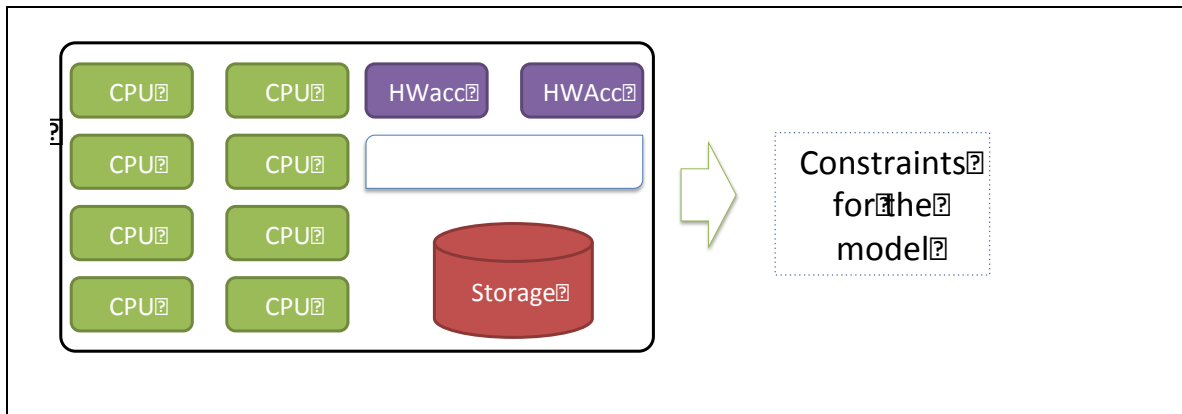 CPU CPU HWacc HWAcc
CPU CPU
CPU CPU
CPU CPU
Storage
Constraints
for the
model